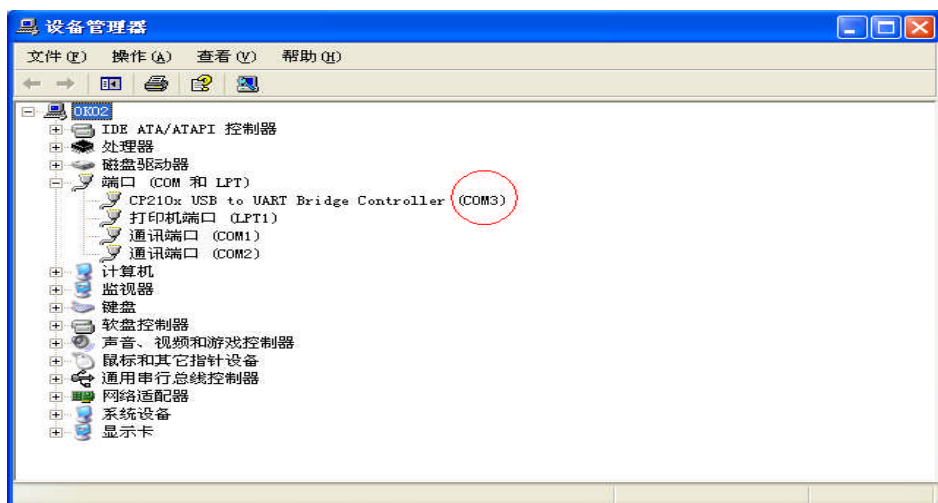 设备管理器
文件(F) 操作(A) 查看(V) 帮助(H)
OKO2
IDE ATA/ATAPI 控制器
处理器
磁盘驱动器
端口 (COM 和 LPT)
CP210x USB to UART Bridge Controller (COM3)
打印机端口 (LPT1)
通讯端口 (COM1)
通讯端口 (COM2)
计算机
监视器
键盘
软盘控制器
声音、视频和游戏控制器
鼠标和其它指针设备
通用串行总线控制器
网络适配器
系统设备
显示卡